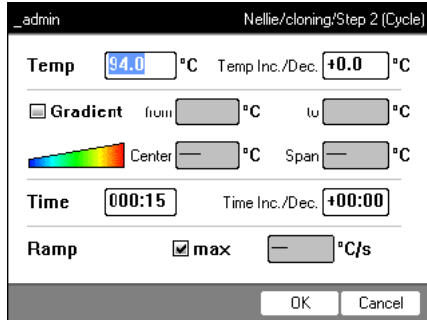 _admin Nellie/cloning/Step 2 (Cycle)
Temp 94.0 °C Temp Inc./Dec. +0.0 °C
Gradient from °C to °C
Center — °C Span — °C
Time 000:15 Time Inc./Dec. +00:00
Ramp max — °C/s
OK Cancel